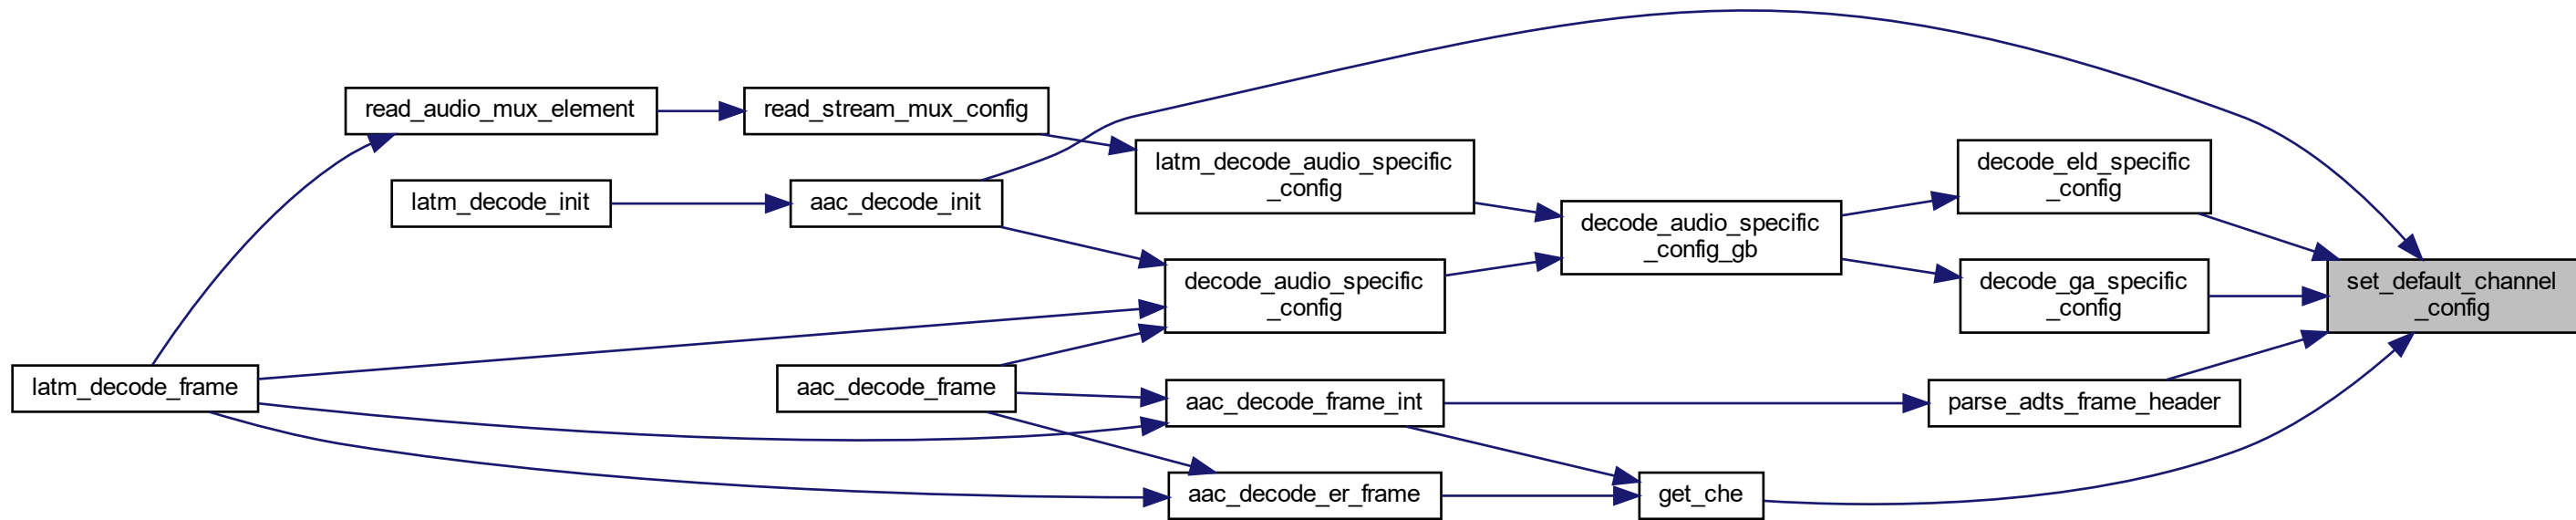 read_audio_mux_element
read_stream_mux_config
latm_decode_audio_specific
_config
decode_eld_specific
_config
latm_decode_init
aac_decode_init
decode_audio_specific
_config_gb
decode_audio_specific
_config
decode_ga_specific
_config
set_default_channel
_config
latm_decode_frame
aac_decode_frame
aac_decode_frame_int
parse_adts_frame_header
aac_decode_er_frame
get_che